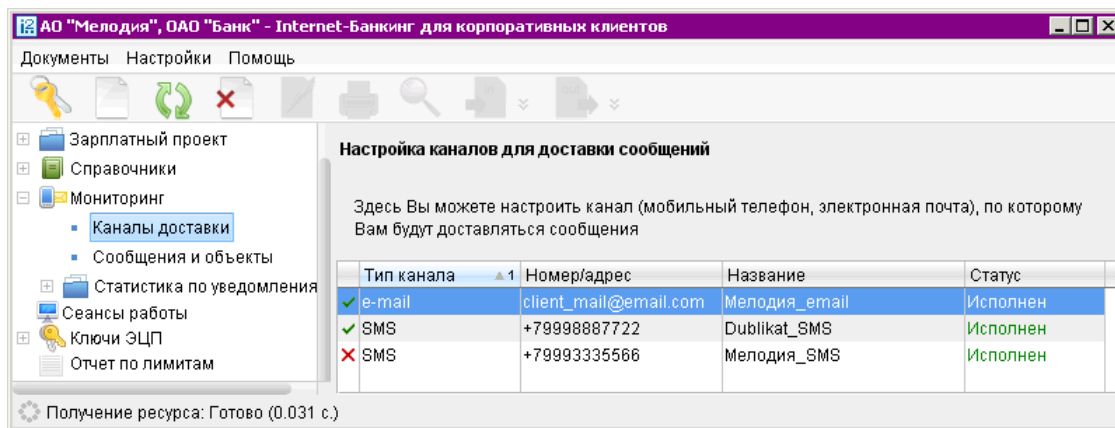 АО "Мелодия", ОАО "Банк" - Internet-Банкинг для корпоративных клиентов
Документы Настройки Помощь
in out
Зарплатный проект
Справочники
Мониторинг
Каналы доставки
Сообщения и объекты
Статистика по уведомления
Сеансы работы
Ключи ЭЦП
Отчет по лимитам
Настройка каналов для доставки сообщений
Здесь Вы можете настроить канал (мобильный телефон, электронная почта), по которому
Вам будут доставляться сообщения
Тип канала 1 Номер/адрес Название Статус
e-mail client_mail@email.com Мелодия_email Исполнен
SMS +79998887722 Dublikat_SMS Исполнен
SMS +79993335566 Мелодия_SMS Исполнен
Получение ресурса: Готово (0.031 с.)